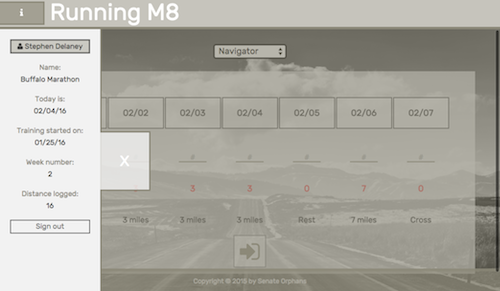 i
Running M8
Stephen Delaney
Name:
Buffalo Marathon
Today is:
02/04/16
Training started on:
01/25/16
Week number:
2
Distance logged:
16
Sign out
Navigator
02/02 02/03 02/04 02/05 02/06 02/07
X
# # # # #
3 3 0 7 0
3 miles 3 miles 3 miles Rest 7 miles Cross
Copyright © 2016 by Senate Orphans